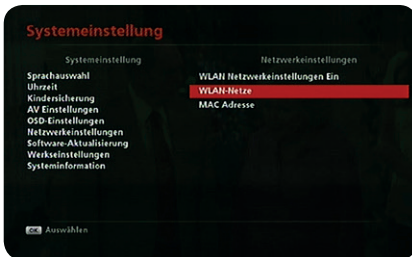 Systemeinstellung
Systemeinstellung
Sprachauswahl
Uhrzeit
Kindersicherung
AV Einstellungen
OSD-Einstellungen
Netzwerkeinstellungen
Software-Aktualisierung
Werkseinstellungen
Systeminformation
Netzwerkeinstellungen
WLAN Netzwerkeinstellungen Ein
WLAN-Netze
MAC Adresse
OK Auswählen